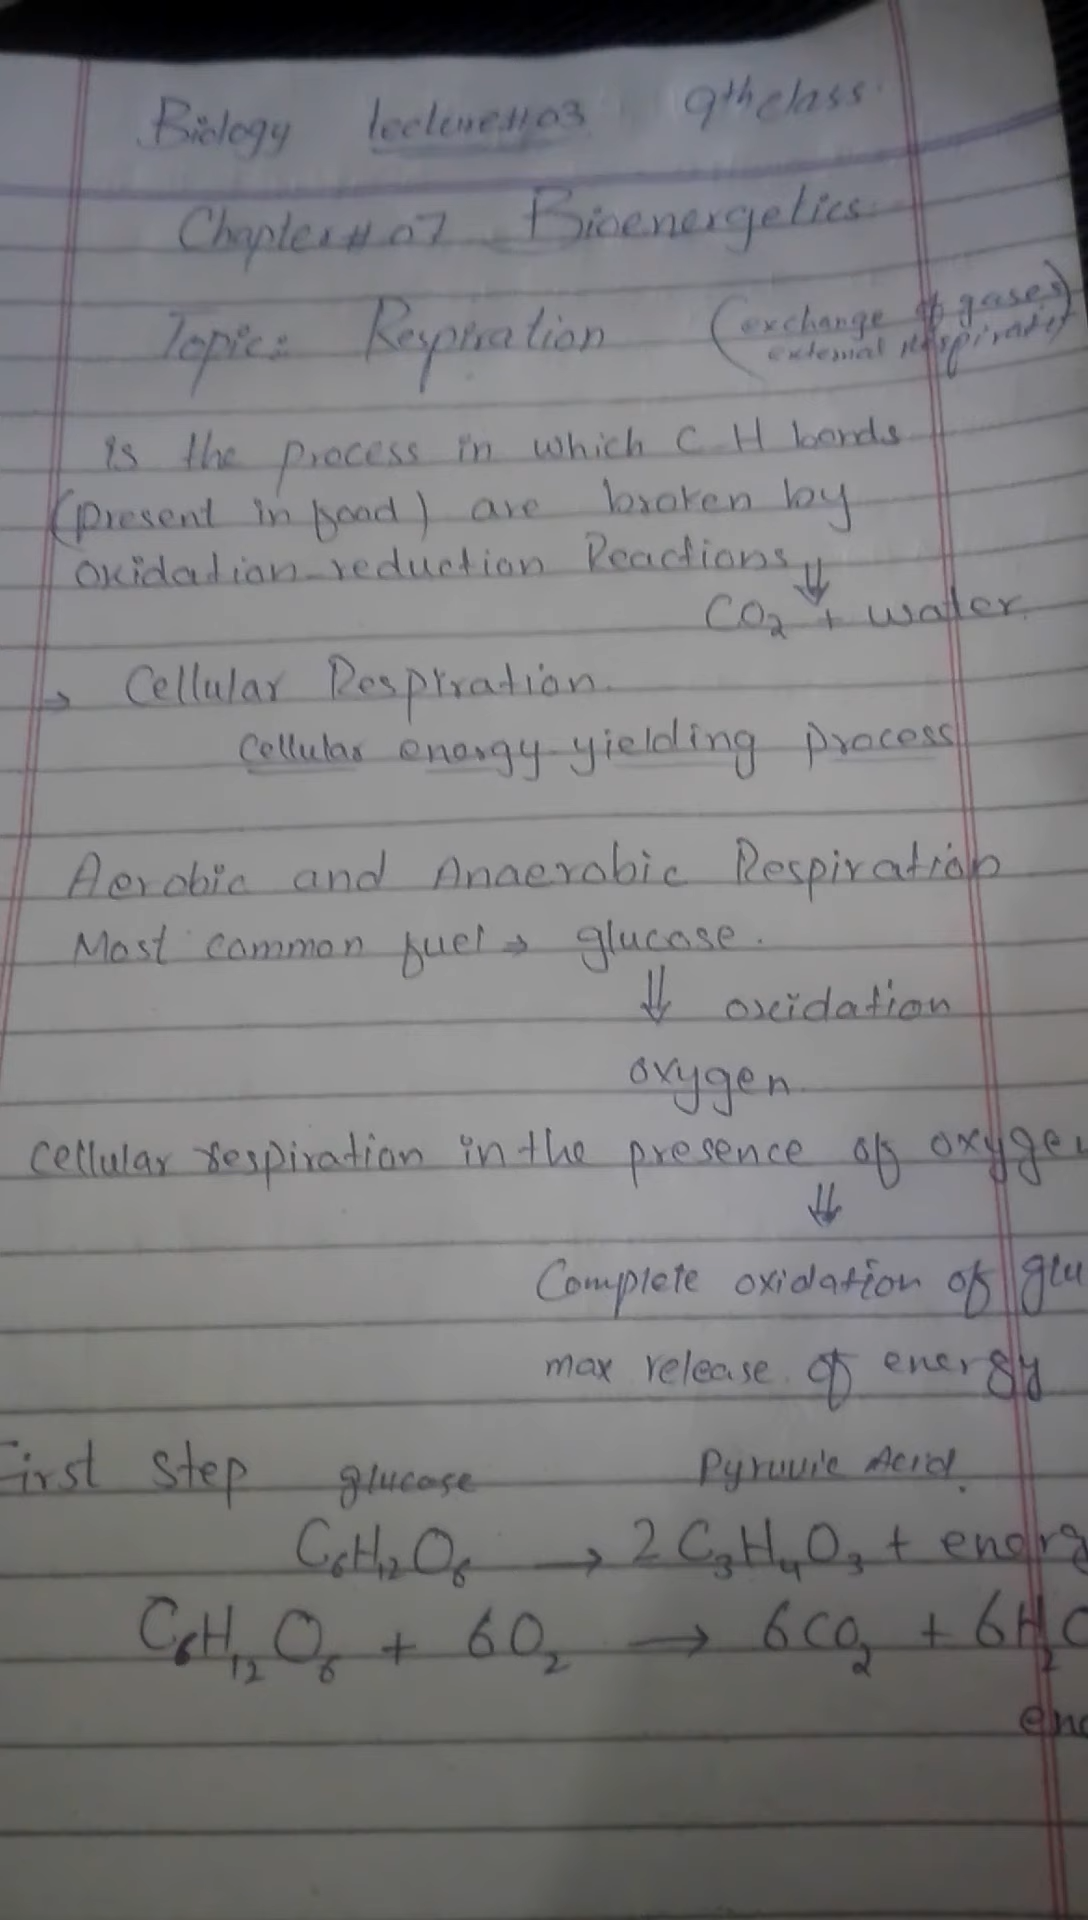 Biology lecture#03 9th class
Chapter#07 Bioenergetics
Topic: Respiration (exchange of gases)
external respirati
is the process in which C H bonds
(present in food) are broken by
oxidation-reduction Reactions ⇓
CO₂ + water.
→ Cellular Respiration.
Cellular energy-yielding process
Aerobic and Anaerobic Respiration
Most common fuel → glucose.
⇓ oxidation
oxygen
Cellular respiration in the presence of oxyge
⇓
Complete oxidation of glu
max release of energy
First step glucose Pyruvic Acid.
C₆H₁₂O₆ → 2C₃H₄O₃ + energ
C₆H₁₂O₆ + 6O₂ → 6CO₂ + 6H₂O
ene